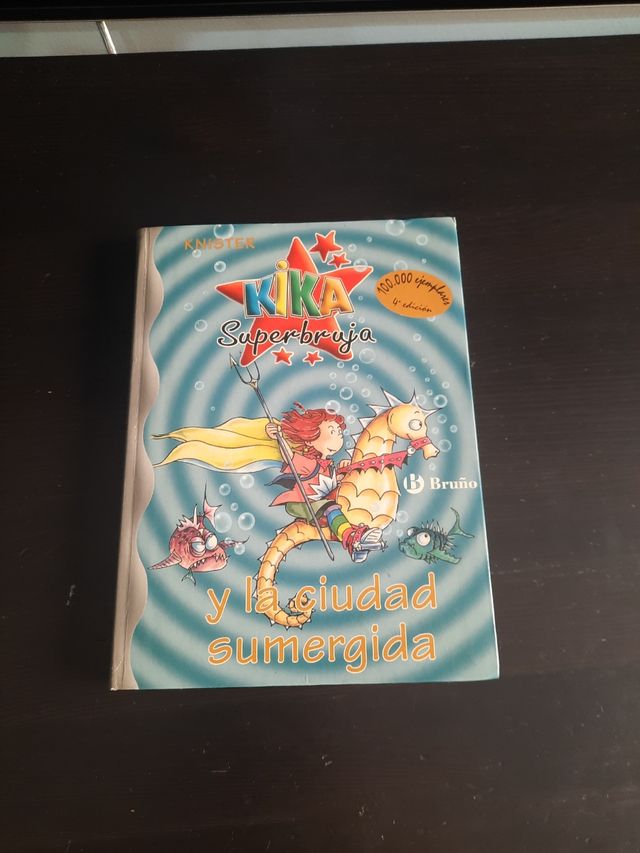 KNISTER
KiKA
Superbruja
100.000 ejemplares
4ª edición
B Bruño
y la ciudad
sumergida